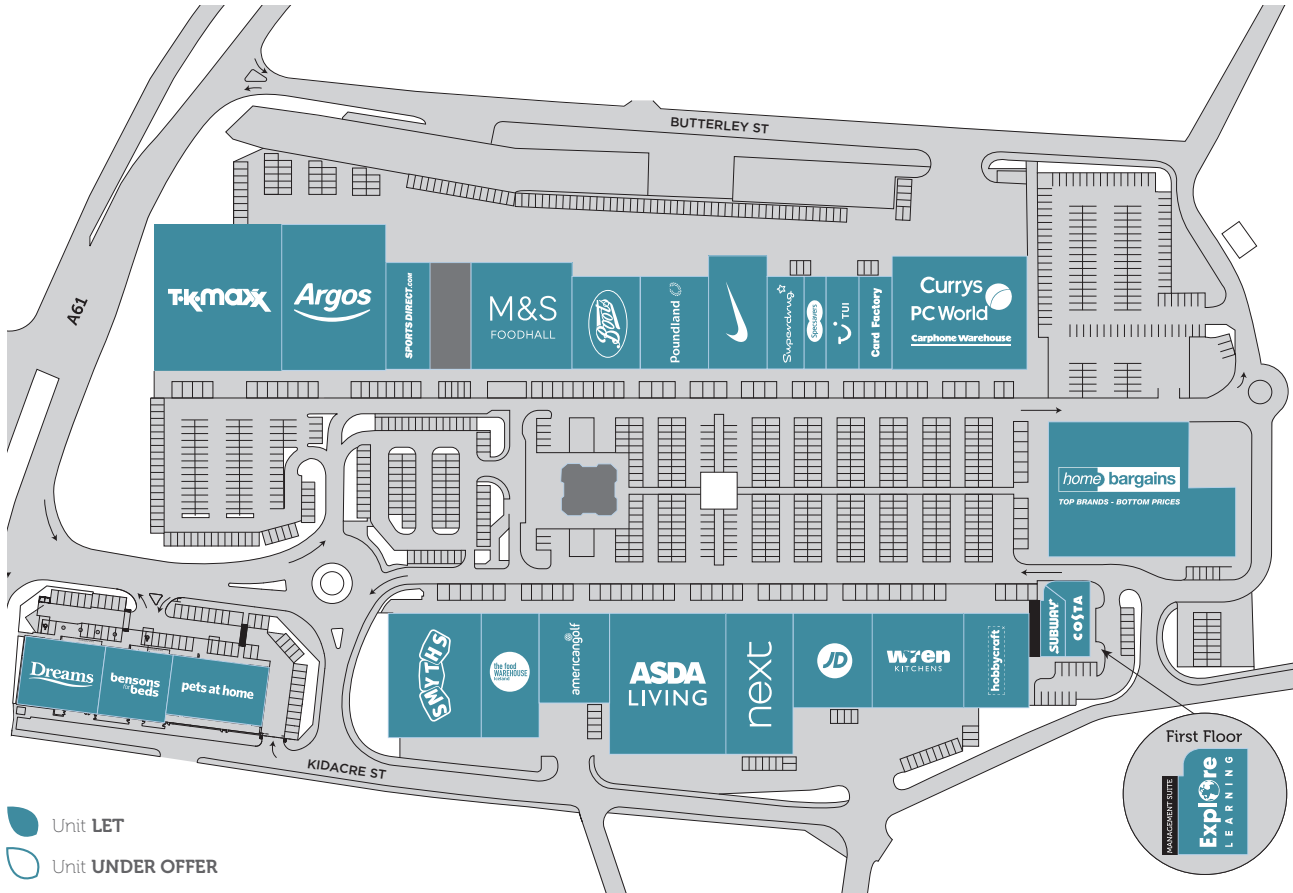 BUTTERLEY ST
A61
TK maxx
Argos
SPORTSDIRECT.COM
M&S
FOODHALL
Boots
Poundland
Superdrug
Specsavers
TUI
Card Factory
Currys
PC World
Carphone Warehouse
home bargains
TOP BRANDS - BOTTOM PRICES
SUBWAY
COSTA
SMYTHS
the food
WAREHOUSE
Iceland
americangolf
ASDA
LIVING
next
JD
wren
KITCHENS
hobbycraft
Dreams
bensons
for beds
pets at home
KIDACRE ST
First Floor
MANAGEMENT SUITE
Explore
LEARNING
Unit LET
Unit UNDER OFFER